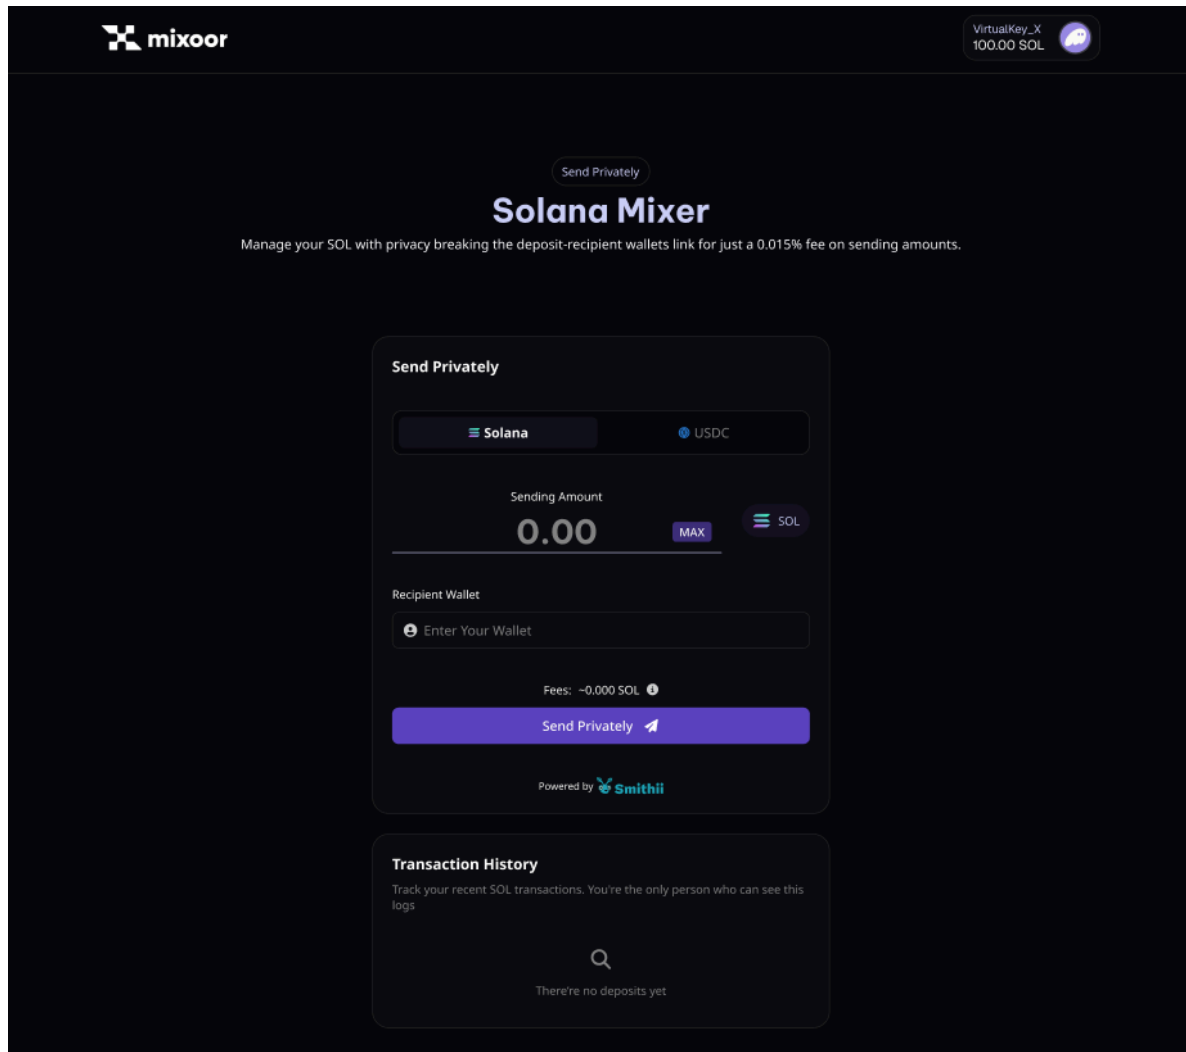 mixoor
VirtualKey_X
100.00 SOL
Send Privately
Solana Mixer
Manage your SOL with privacy breaking the deposit-recipient wallets link for just a 0.015% fee on sending amounts.
Send Privately
Solana
USDC
Sending Amount
0.00
MAX
SOL
Recipient Wallet
Enter Your Wallet
Fees: ~0.000 SOL
Send Privately
Powered by Smithii
Transaction History
Track your recent SOL transactions. You're the only person who can see this
logs
There're no deposits yet